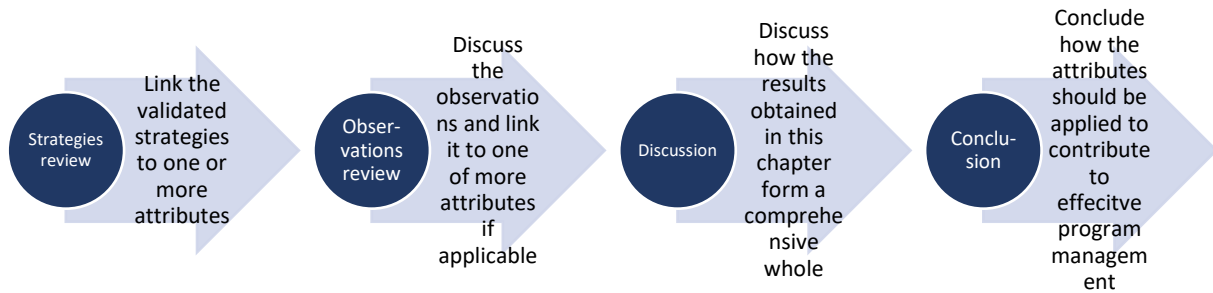 Strategies
review
Link the
validated
strategies
to one or
more
attributes
Obser-
vations
review
Discuss
the
observatio
ns and link
it to one
of more
attributes
if
applicable
Discussion
Discuss
how the
results
obtained
in this
chapter
form a
comprehe
nsive
whole
Conclu-
sion
Conclude
how the
attributes
should be
applied to
contribute
to
effecitve
program
managem
ent